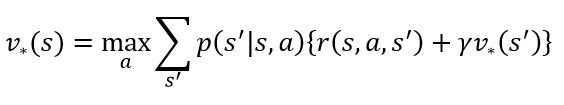 v_*(s) = max_a ∑_{s′} p(s′|s, a){r(s, a, s′) + γv_*(s′)}